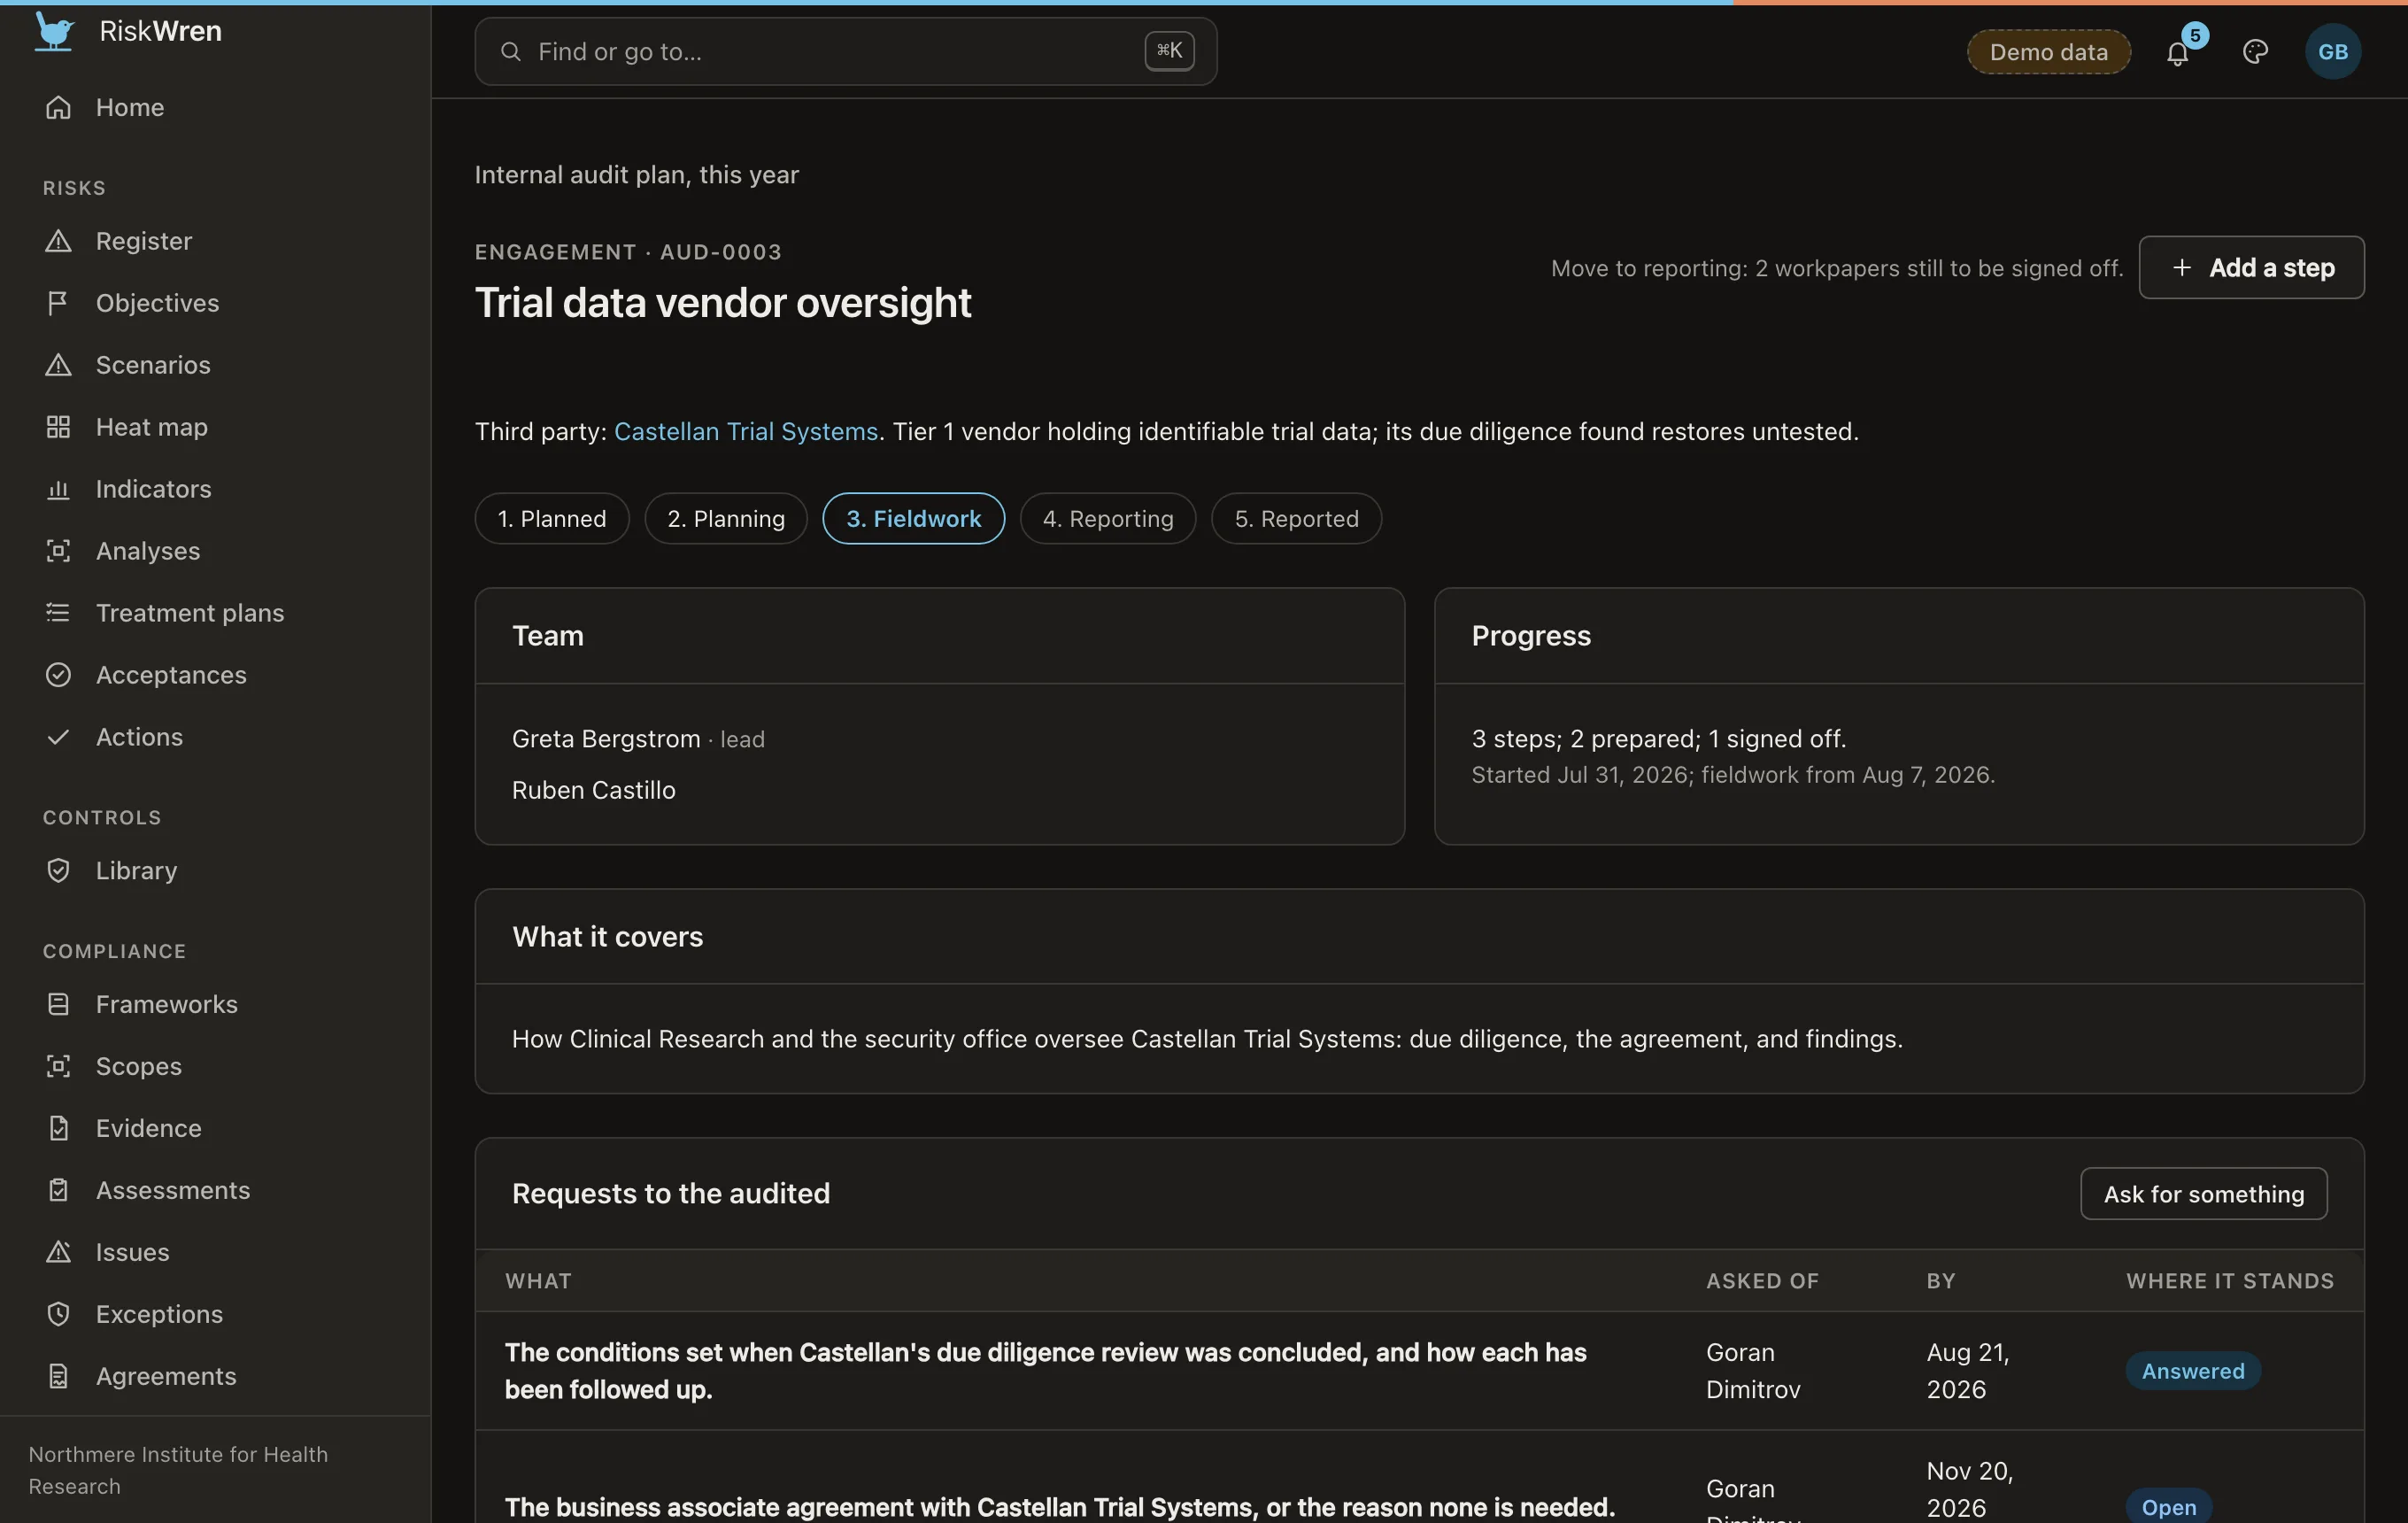 RiskWren
Find or go to...
⌘K
Demo data
5
GB
Home
RISKS
Register
Objectives
Scenarios
Heat map
Indicators
Analyses
Treatment plans
Acceptances
Actions
CONTROLS
Library
COMPLIANCE
Frameworks
Scopes
Evidence
Assessments
Issues
Exceptions
Agreements
Northmere Institute for Health
Research
Internal audit plan, this year
ENGAGEMENT · AUD-0003
Trial data vendor oversight
Move to reporting: 2 workpapers still to be signed off.
+ Add a step
Third party: Castellan Trial Systems. Tier 1 vendor holding identifiable trial data; its due diligence found restores untested.
1. Planned
2. Planning
3. Fieldwork
4. Reporting
5. Reported
Team
Greta Bergstrom · lead
Ruben Castillo
Progress
3 steps; 2 prepared; 1 signed off.
Started Jul 31, 2026; fieldwork from Aug 7, 2026.
What it covers
How Clinical Research and the security office oversee Castellan Trial Systems: due diligence, the agreement, and findings.
Requests to the audited
Ask for something
WHAT
ASKED OF
BY
WHERE IT STANDS
The conditions set when Castellan's due diligence review was concluded, and how each has
been followed up.
Goran
Dimitrov
Aug 21,
2026
Answered
The business associate agreement with Castellan Trial Systems, or the reason none is needed.
Goran
Dimitrov
Nov 20,
2026
Open